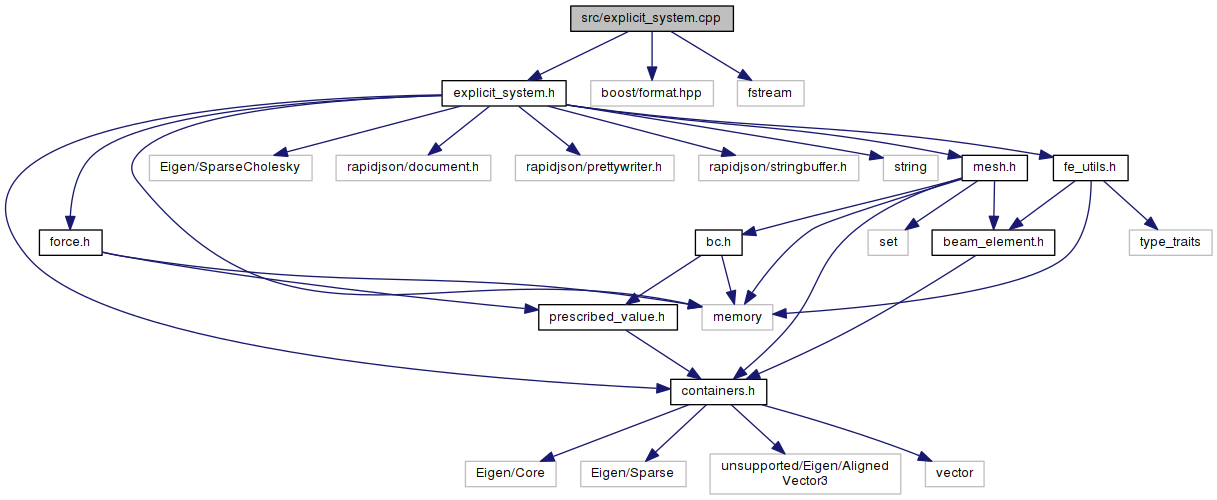 src/explicit_system.cpp
explicit_system.h
boost/format.hpp
fstream
Eigen/SparseCholesky
rapidjson/document.h
rapidjson/prettywriter.h
rapidjson/stringbuffer.h
string
mesh.h
fe_utils.h
force.h
bc.h
set
beam_element.h
type_traits
prescribed_value.h
memory
containers.h
Eigen/Core
Eigen/Sparse
unsupported/Eigen/Aligned
Vector3
vector